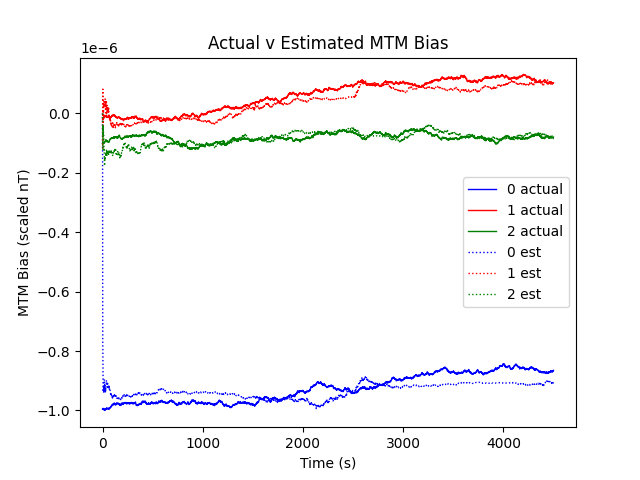 Actual v Estimated MTM Bias
1e−6
0.0
−0.2
−0.4
−0.6
−0.8
−1.0
MTM Bias (scaled nT)
0 actual
1 actual
2 actual
0 est
1 est
2 est
0 1000 2000 3000 4000
Time (s)